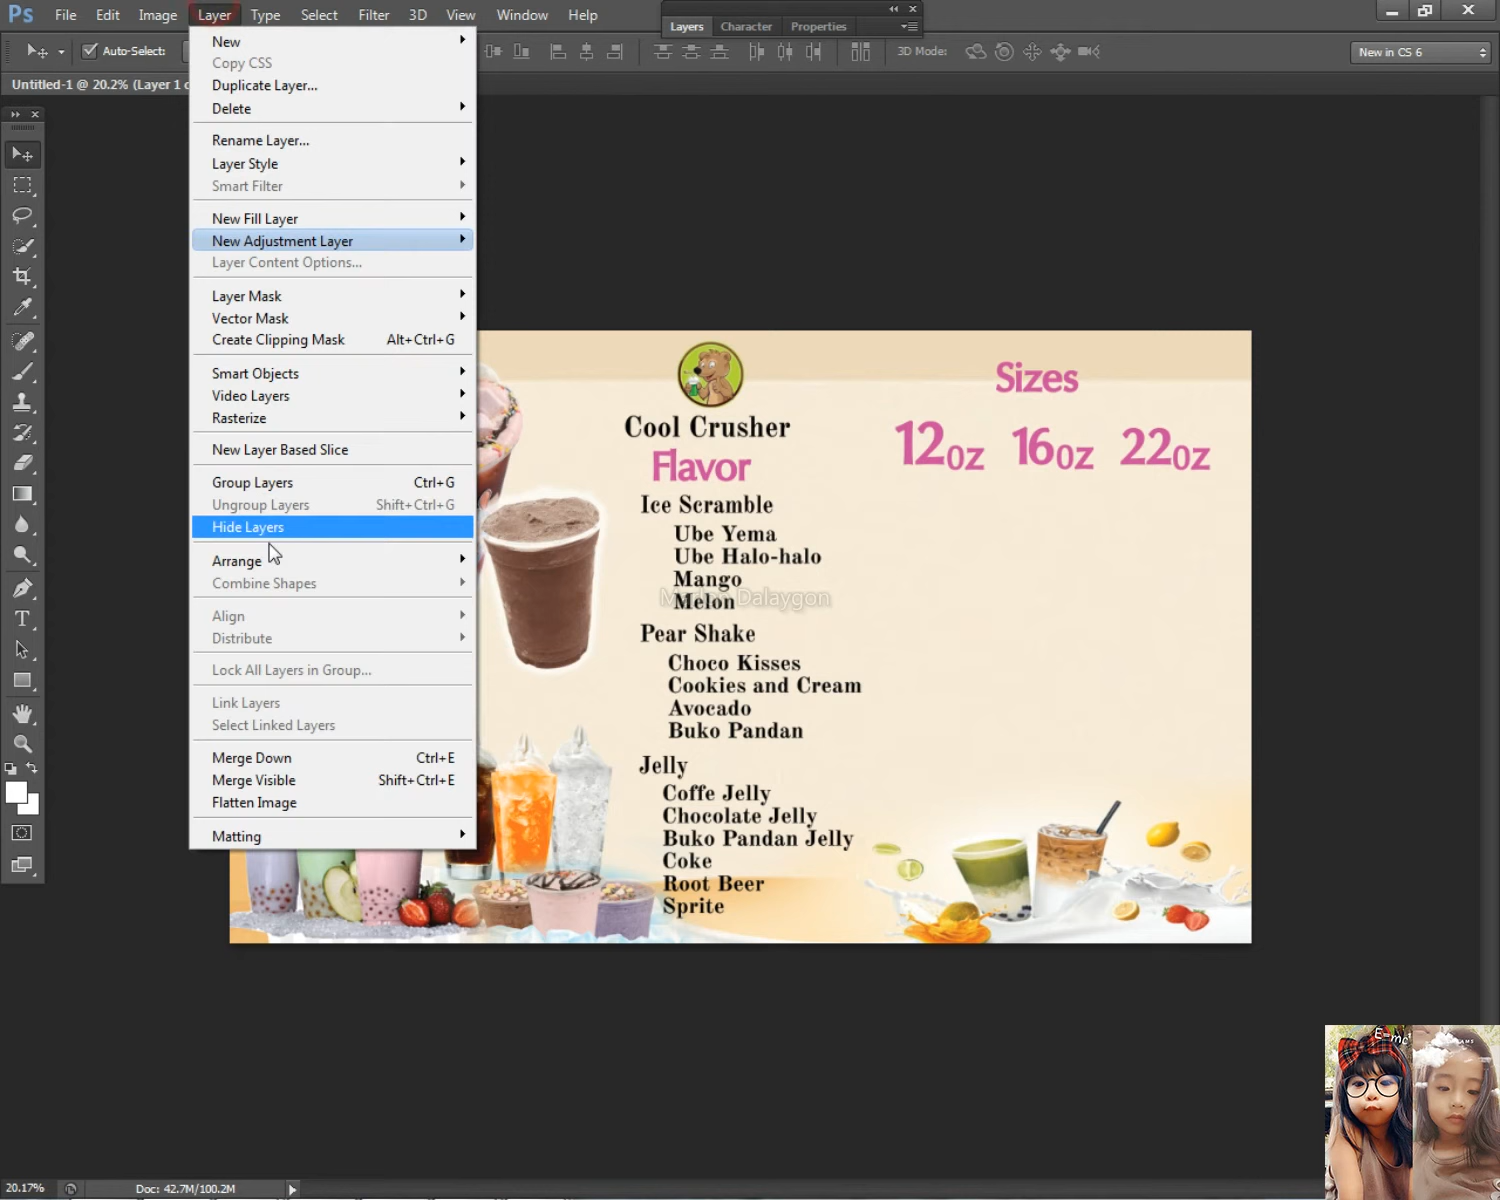 Ps File Edit Image Layer Type Select Filter 3D View Window Help
Layers Character Properties
Auto-Select:
3D Mode:
New in CS 6
Untitled-1 @ 20.2% (Layer 1
New
Copy CSS
Duplicate Layer...
Delete
Rename Layer...
Layer Style
Smart Filter
New Fill Layer
New Adjustment Layer
Layer Content Options...
Layer Mask
Vector Mask
Create Clipping Mask Alt+Ctrl+G
Smart Objects
Video Layers
Rasterize
New Layer Based Slice
Group Layers Ctrl+G
Ungroup Layers Shift+Ctrl+G
Hide Layers
Arrange
Combine Shapes
Align
Distribute
Lock All Layers in Group...
Link Layers
Select Linked Layers
Merge Down Ctrl+E
Merge Visible Shift+Ctrl+E
Flatten Image
Matting
Cool Crusher
Flavor
Ice Scramble
Ube Yema
Ube Halo-halo
Mango
Melon
Dalaygon
Pear Shake
Choco Kisses
Cookies and Cream
Avocado
Buko Pandan
Jelly
Coffe Jelly
Chocolate Jelly
Buko Pandan Jelly
Coke
Root Beer
Sprite
Sizes
12oz 16oz 22oz
E=mc
20.17%
Doc: 42.7M/100.2M